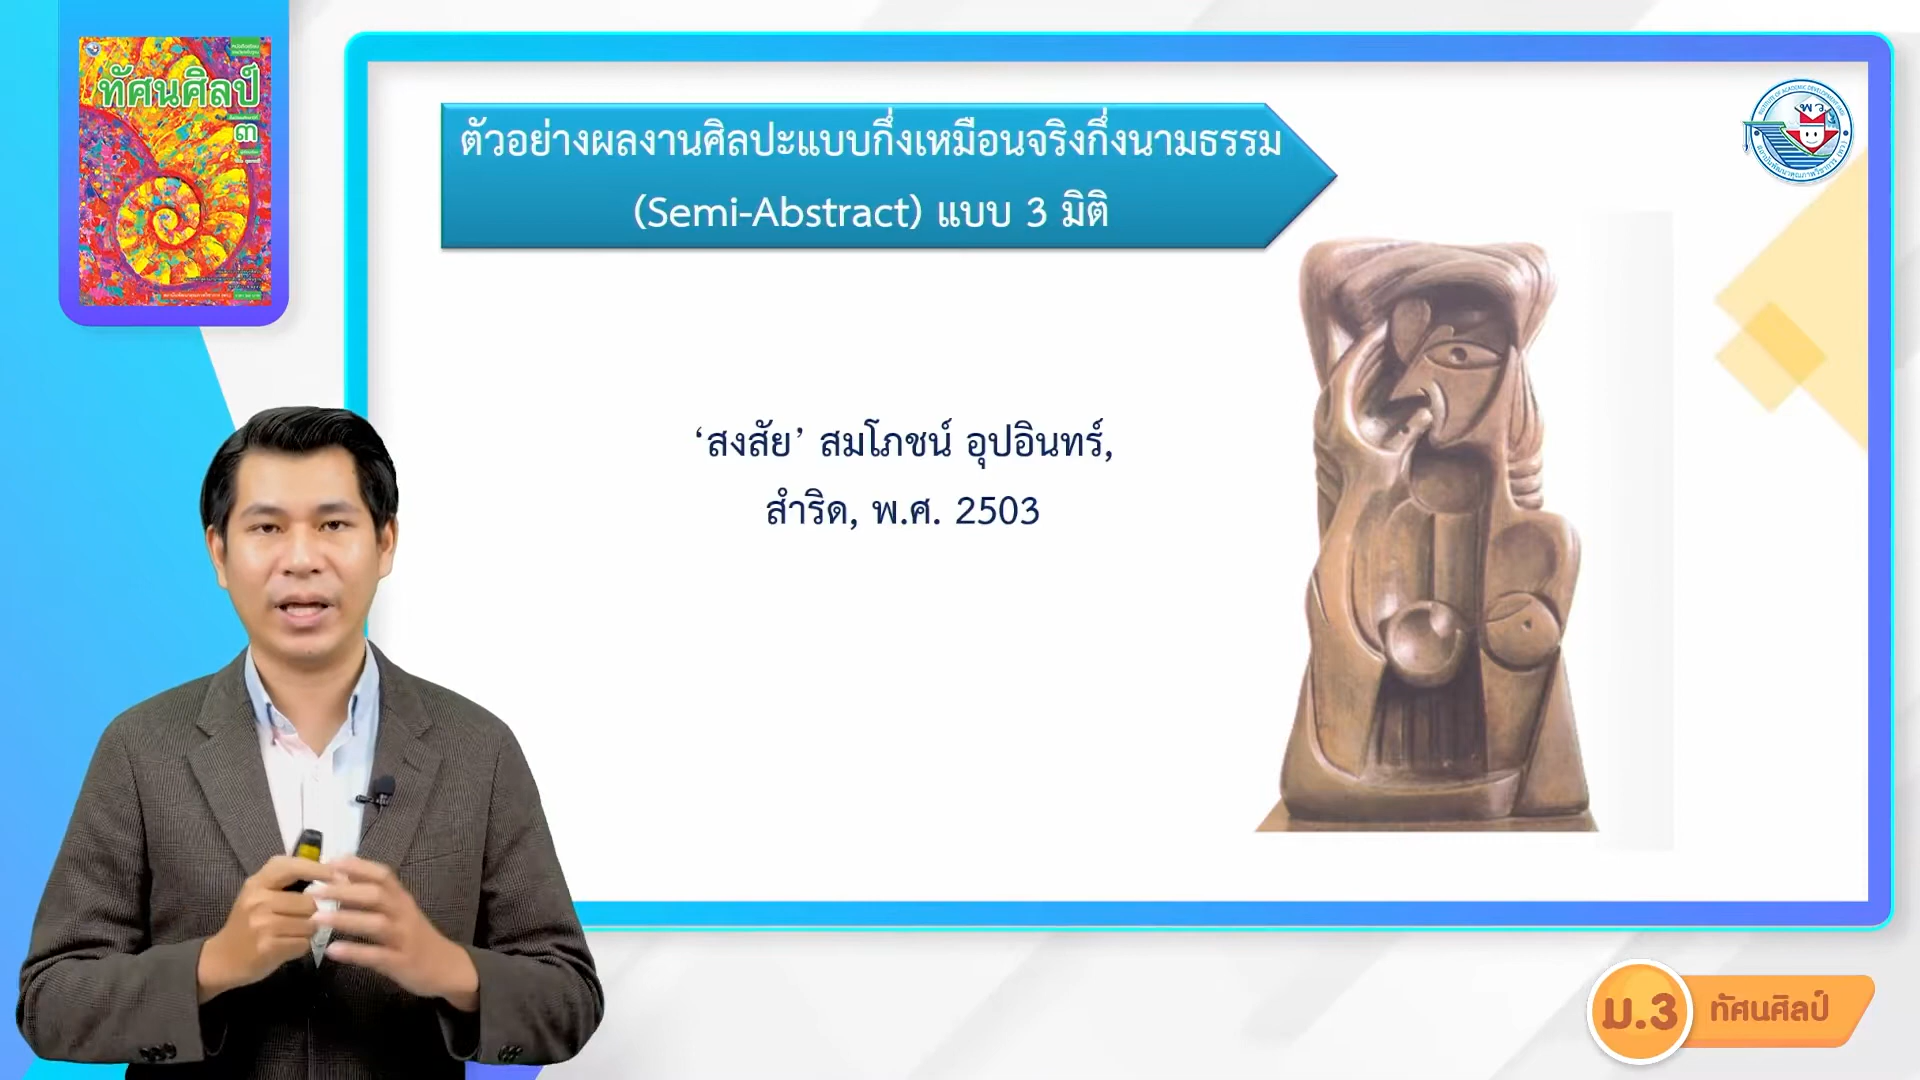 ทัศนศิลป์
๓
ตัวอย่างผลงานศิลปะแบบกึ่งเหมือนจริงกึ่งนามธรรม
(Semi-Abstract) แบบ 3 มิติ
‘สงสัย’ สมโภชน์ อุปอินทร์,
สำริด, พ.ศ. 2503
พว
ม.3 ทัศนศิลป์